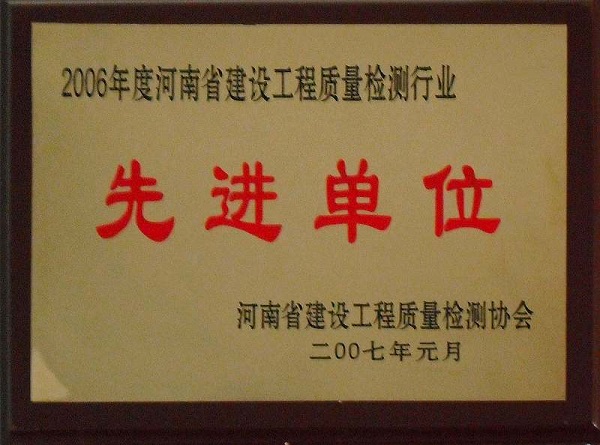 2006年度河南省建设工程质量检测行业
先进单位
河南省建设工程质量检测协会
二00七年元月